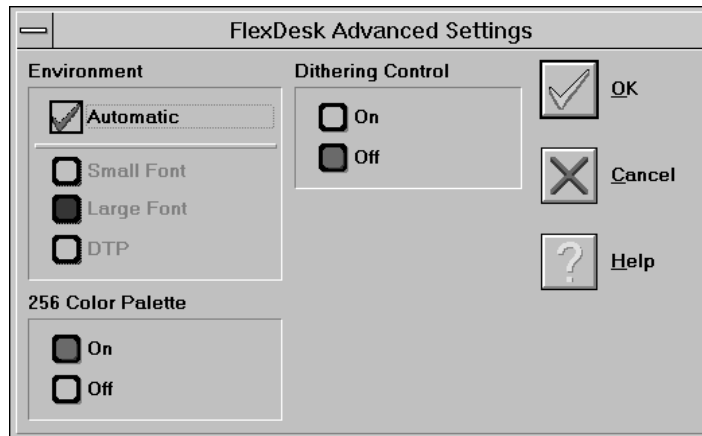 FlexDesk Advanced Settings
Environment
Automatic
Small Font
Large Font
DTP
256 Color Palette
On
Off
Dithering Control
On
Off
OK
Cancel
Help